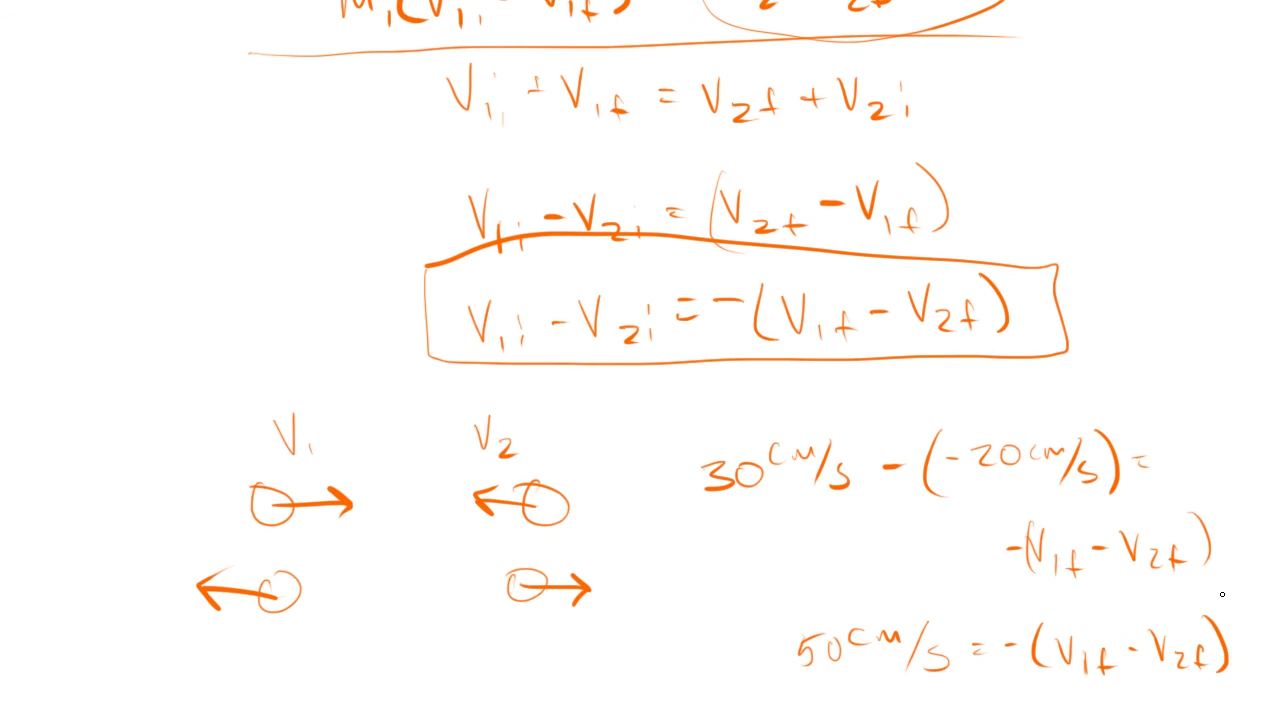 V1i + V1f = V2f + V2i
V1i - V2i = (V2f - V1f)
V1i - V2i = -(V1f - V2f)
V1 V2
30 cm/s - (-20 cm/s) =
-(V1f - V2f)
50 cm/s = -(V1f - V2f)